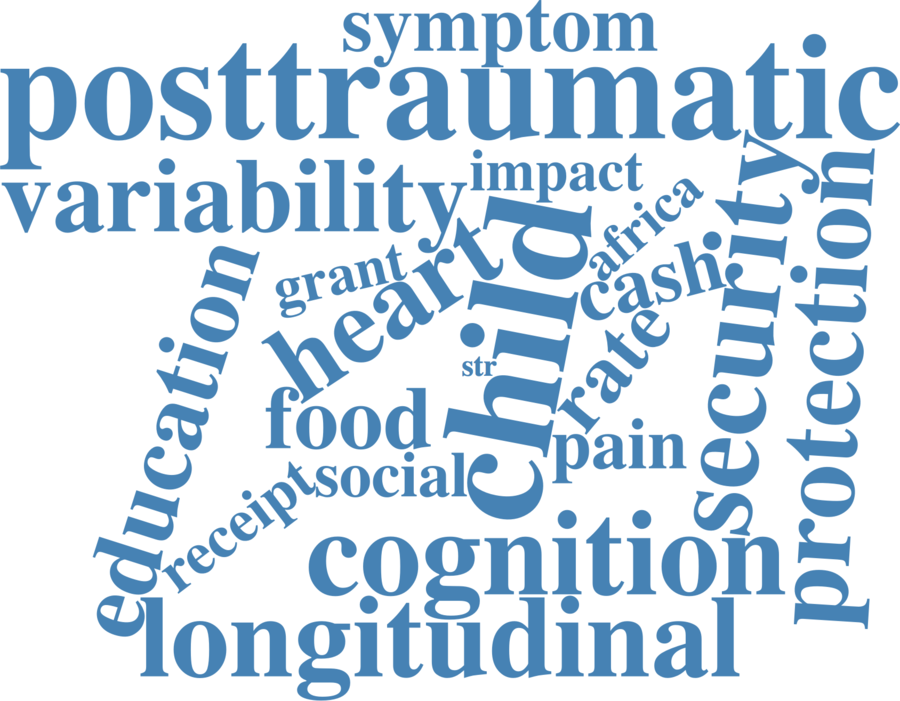 symptom
posttraumatic
variability
impact
africa
security
protection
education
grant
heart
child
cash
str
rate
food
pain
receipt
social
cognition
longitudinal